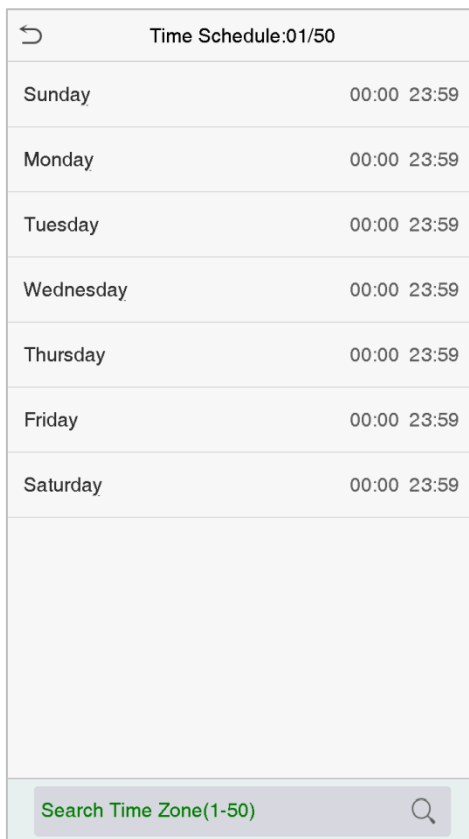 Time Schedule:01/50
Sunday 00:00 23:59
Monday 00:00 23:59
Tuesday 00:00 23:59
Wednesday 00:00 23:59
Thursday 00:00 23:59
Friday 00:00 23:59
Saturday 00:00 23:59
Search Time Zone(1-50)